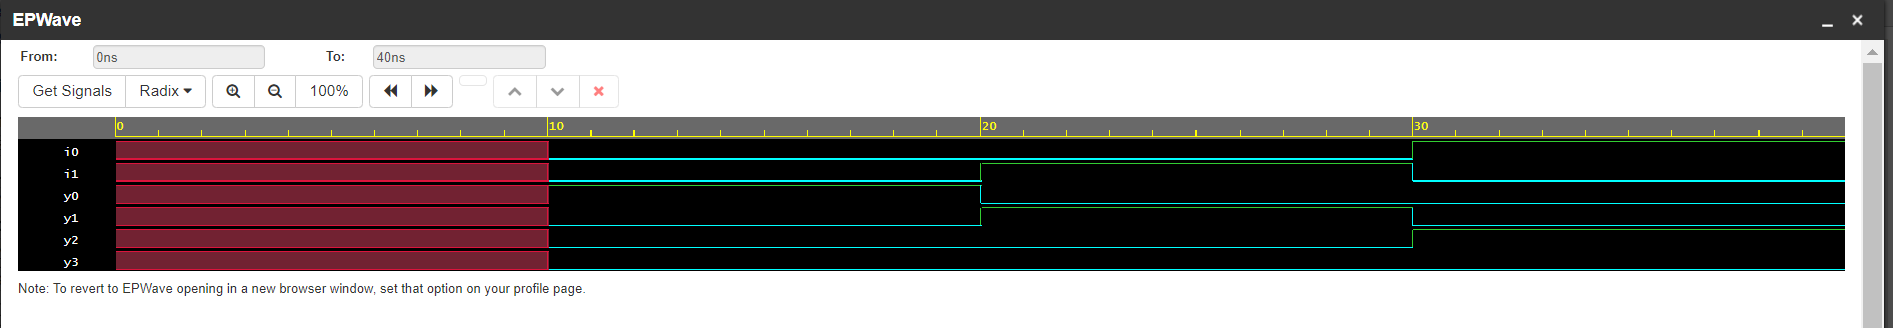 EPWave
From: 0ns To: 40ns
Get Signals Radix 100%
0 10 20 30
i0
i1
y0
y1
y2
y3
Note: To revert to EPWave opening in a new browser window, set that option on your profile page.